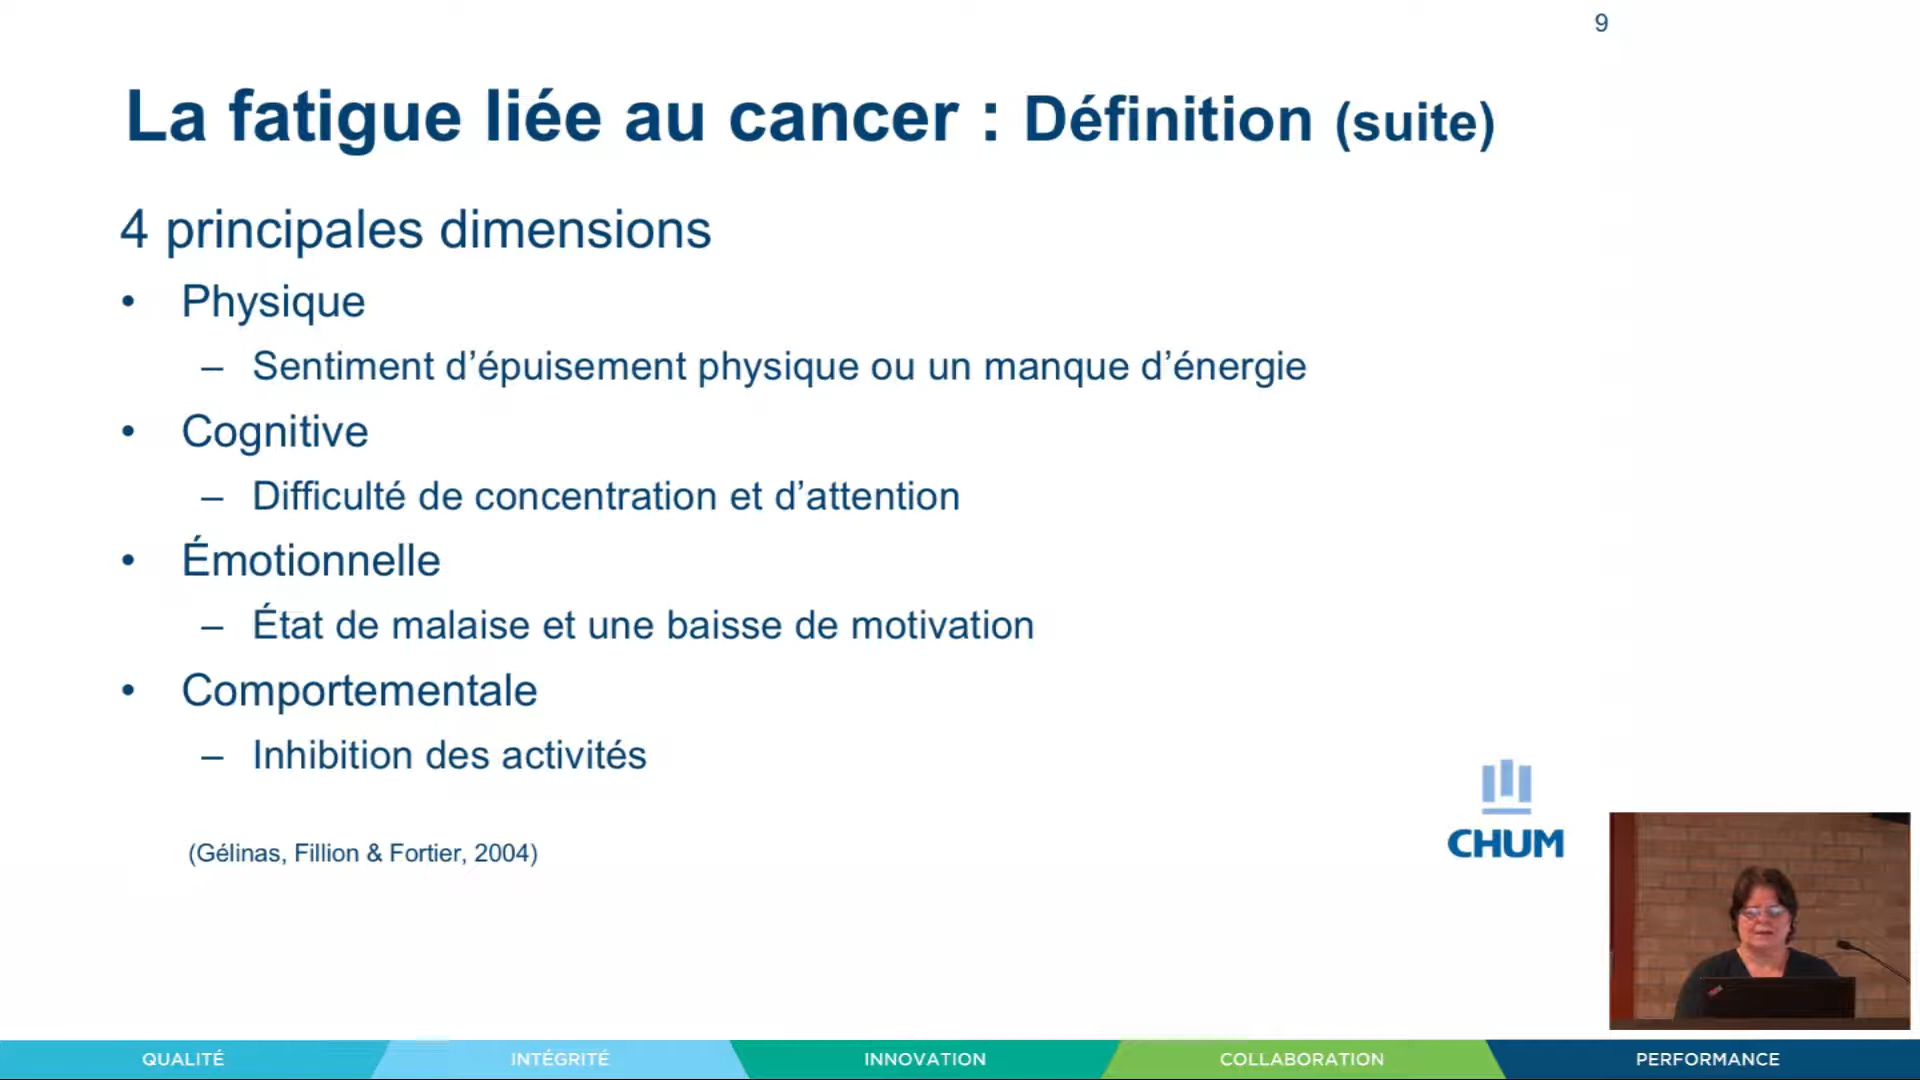 9
La fatigue liée au cancer : Définition (suite)
4 principales dimensions
• Physique
– Sentiment d’épuisement physique ou un manque d’énergie
• Cognitive
– Difficulté de concentration et d’attention
• Émotionnelle
– État de malaise et une baisse de motivation
• Comportementale
– Inhibition des activités
(Gélinas, Fillion & Fortier, 2004)
CHUM
QUALITÉ INTÉGRITÉ INNOVATION COLLABORATION PERFORMANCE